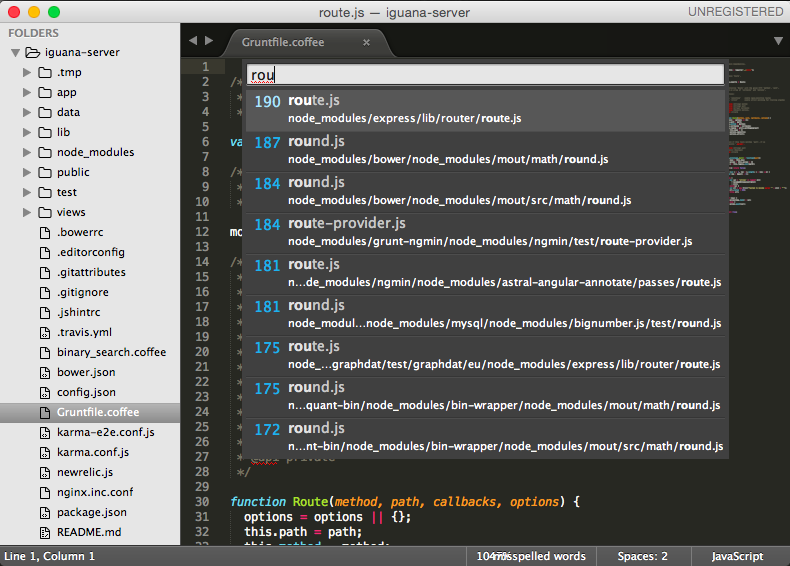 route.js — iguana-server
UNREGISTERED
FOLDERS
iguana-server
.tmp
app
data
lib
node_modules
public
test
views
.bowerrc
.editorconfig
.gitattributes
.gitignore
.jshintrc
.travis.yml
binary_search.coffee
bower.json
config.json
Gruntfile.coffee
karma-e2e.conf.js
karma.conf.js
newrelic.js
nginx.inc.conf
package.json
README.md
Gruntfile.coffee ×
rou
190 route.js
node_modules/express/lib/router/route.js
187 round.js
node_modules/bower/node_modules/mout/math/round.js
184 round.js
node_modules/bower/node_modules/mout/src/math/round.js
184 route-provider.js
node_modules/grunt-ngmin/node_modules/ngmin/test/route-provider.js
181 route.js
n...de_modules/ngmin/node_modules/astral-angular-annotate/passes/route.js
181 round.js
node_modul...node_modules/mysql/node_modules/bignumber.js/test/round.js
175 route.js
node_...graphdat/test/graphdat/eu/node_modules/express/lib/router/route.js
175 round.js
n...quant-bin/node_modules/bin-wrapper/node_modules/mout/math/round.js
172 round.js
n...nt-bin/node_modules/bin-wrapper/node_modules/mout/src/math/round.js
1
2 /*
3 *
4 *
5
6 va
7
8 /*
9 *
10 *
11
12 mo
13
14 /*
15 *
16 *
17 *
18 *
19 *
20 *
21 *
22 *
23 *
24 *
25 *
26 *
27 * @api private
28 */
29
30 function Route(method, path, callbacks, options) {
31 options = options || {};
32 this.path = path;
33 this.method = method;
Line 1, Column 1
misspelled words
Spaces: 2
JavaScript